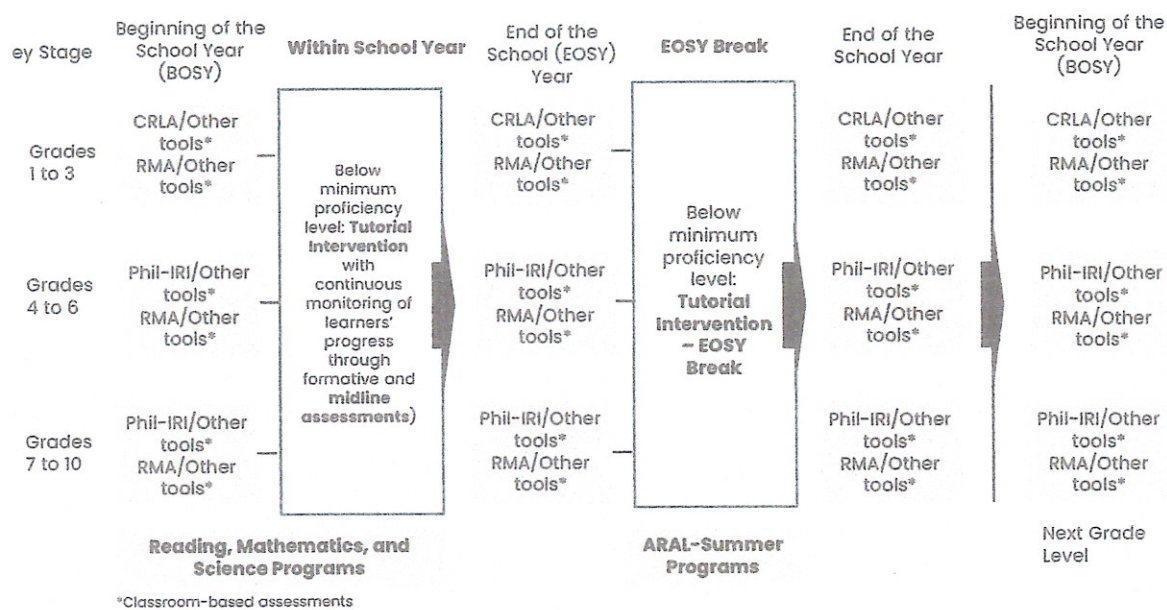 ey Stage
Beginning of the
School Year
(BOSY)
Within School Year
End of the
School (EOSY)
Year
EOSY Break
End of the
School Year
Beginning of the
School Year
(BOSY)
Grades
1 to 3
CRLA/Other
tools*
RMA/Other
tools*
CRLA/Other
tools*
RMA/Other
tools*
CRLA/Other
tools*
RMA/Other
tools*
CRLA/Other
tools*
RMA/Other
tools*
Grades
4 to 6
Phil-IRI/Other
tools*
RMA/Other
tools*
Below
minimum
proficiency
level: Tutorial
Intervention
with
continuous
monitoring of
learners'
progress
through
formative and
midline
assessments)
Phil-IRI/Other
tools*
RMA/Other
tools*
Below
minimum
proficiency
level:
Tutorial
Intervention
– EOSY
Break
Phil-IRI/Other
tools*
RMA/Other
tools*
Phil-IRI/Other
tools*
RMA/Other
tools*
Grades
7 to 10
Phil-IRI/Other
tools*
RMA/Other
tools*
Phil-IRI/Other
tools*
RMA/Other
tools*
Phil-IRI/Other
tools*
RMA/Other
tools*
Phil-IRI/Other
tools*
RMA/Other
tools*
Reading, Mathematics, and
Science Programs
ARAL-Summer
Programs
Next Grade
Level
*Classroom-based assessments